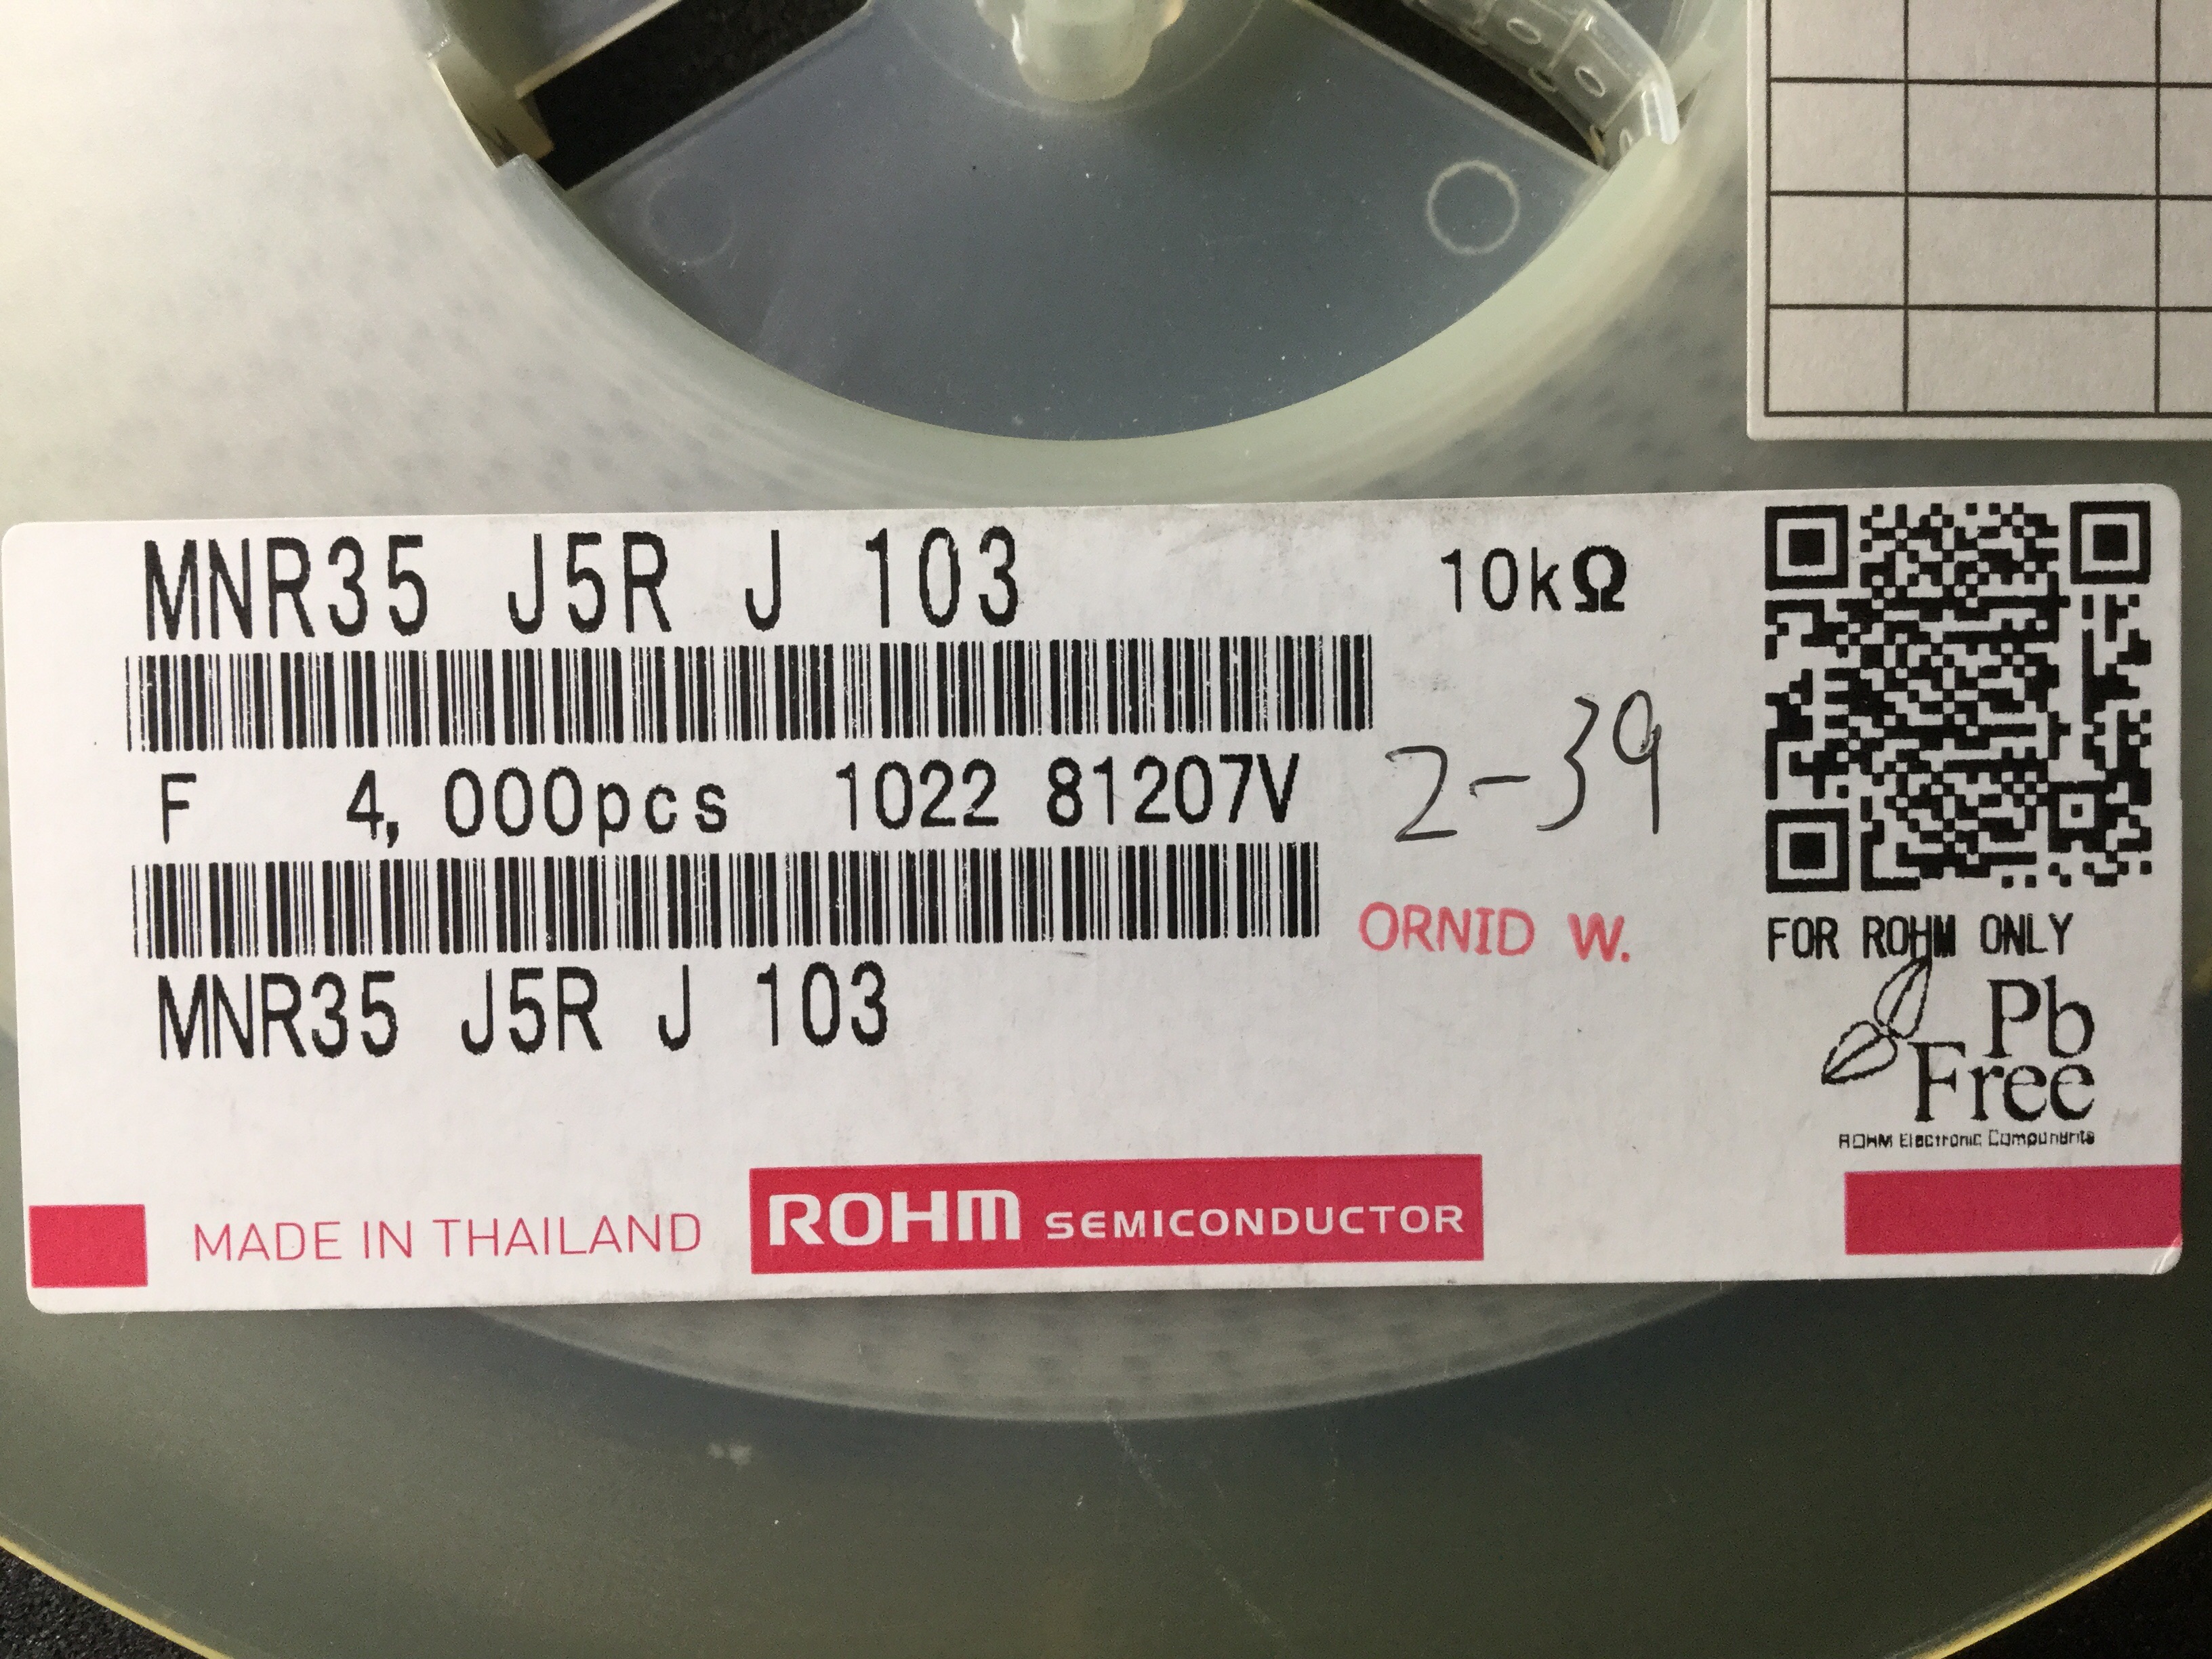 MNR35 J5R J 103
10kΩ
F 4,000pcs 1022 81207V
2-39
ORNID W.
FOR ROHM ONLY
MNR35 J5R J 103
Pb
Free
ROHM Electronic Components
MADE IN THAILAND
ROHM SEMICONDUCTOR